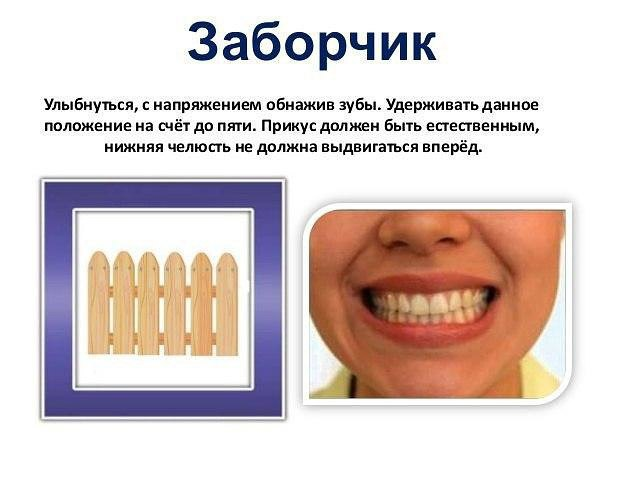 Заборчик
Улыбнуться, с напряжением обнажив зубы. Удерживать данное
положение на счёт до пяти. Прикус должен быть естественным,
нижняя челюсть не должна выдвигаться вперёд.